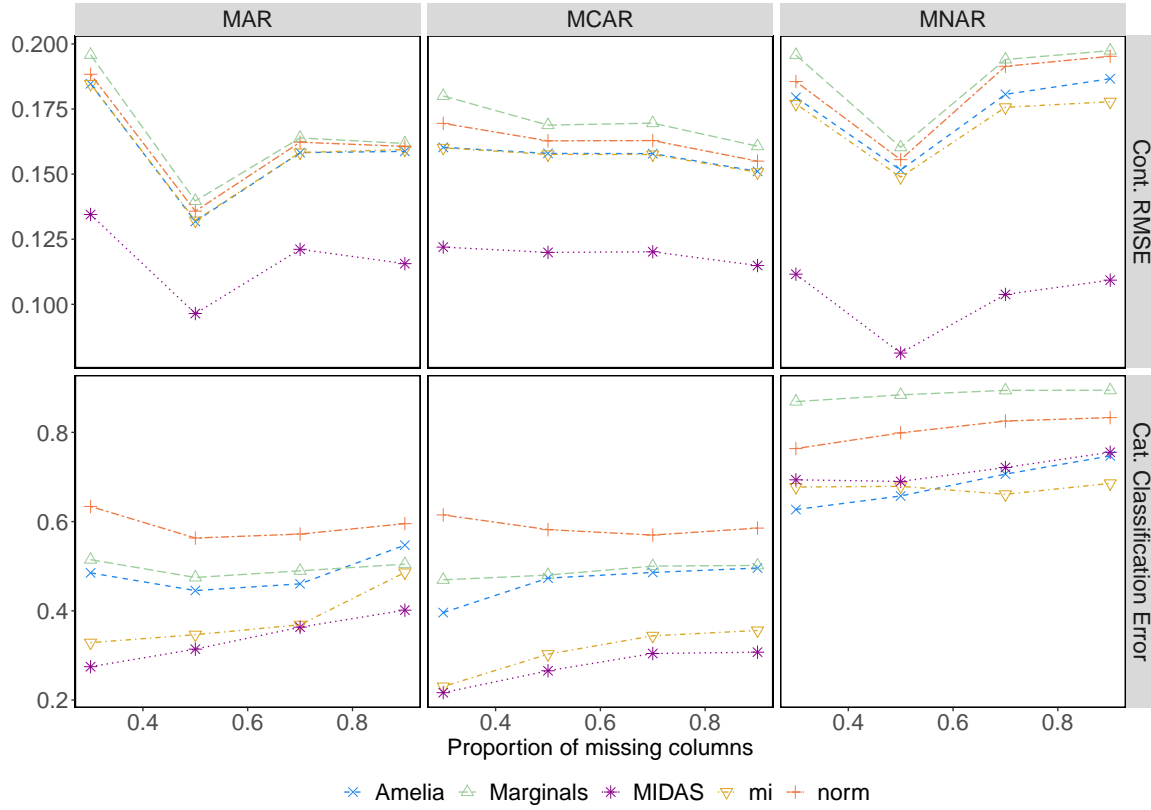 MAR MCAR MNAR
0.200
0.175
0.150
0.125
0.100
Cont. RMSE
0.8
0.6
0.4
0.2
Cat. Classification Error
0.4 0.6 0.8 0.4 0.6 0.8 0.4 0.6 0.8
Proportion of missing columns
Amelia Marginals MIDAS mi norm